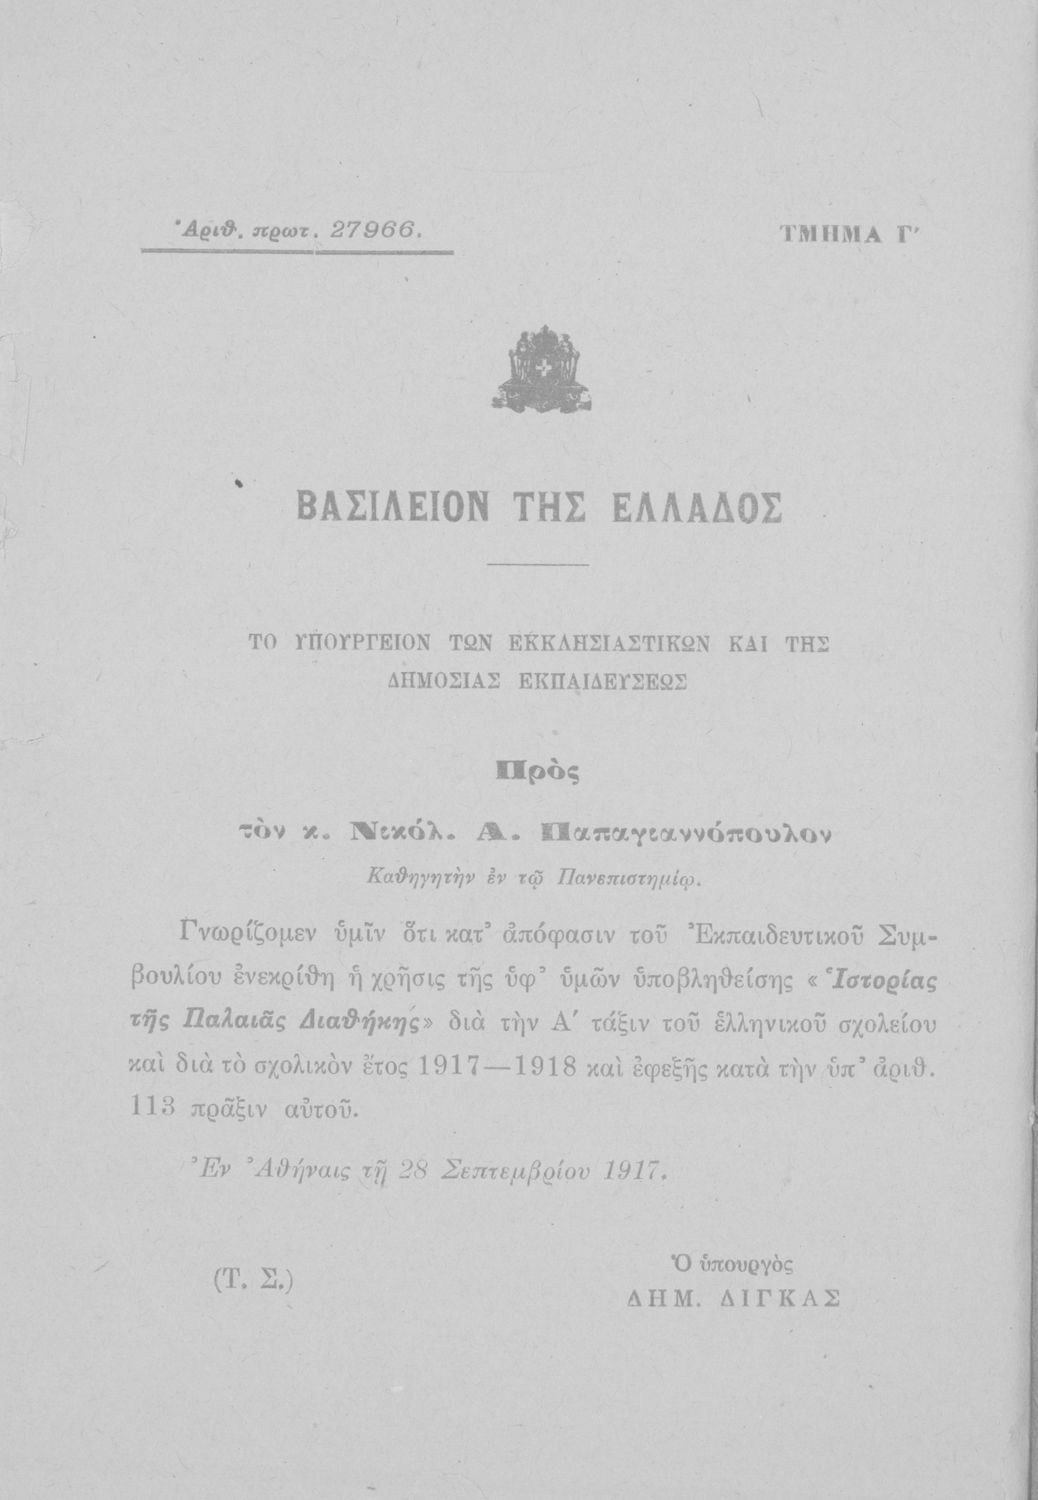 Ἀριθ. πρωτ. 27966.
ΤΜΗΜΑ Γ′
ΒΑΣΙΛΕΙΟΝ ΤΗΣ ΕΛΛΑΔΟΣ
ΤΟ ΥΠΟΥΡΓΕΙΟΝ ΤΩΝ ΕΚΚΛΗΣΙΑΣΤΙΚΩΝ ΚΑΙ ΤΗΣ
ΔΗΜΟΣΙΑΣ ΕΚΠΑΙΔΕΥΣΕΩΣ
Πρὸς
τὸν κ. Νικόλ. Α. Παπαγιαννόπουλον
Καθηγητὴν ἐν τῷ Πανεπιστημίῳ.
Γνωρίζομεν ὑμῖν ὅτι κατ᾽ ἀπόφασιν τοῦ Ἐκπαιδευτικοῦ Συμ-
βουλίου ἐνεκρίθη ἡ χρῆσις τῆς ὑφ᾽ ὑμῶν ὑποβληθείσης «Ἱστορίας
τῆς Παλαιᾶς Διαθήκης» διὰ τὴν Α′ τάξιν τοῦ ἑλληνικοῦ σχολείου
καὶ διὰ τὸ σχολικὸν ἔτος 1917—1918 καὶ ἐφεξῆς κατὰ τὴν ὑπ᾽ ἀριθ.
113 πρᾶξιν αὐτοῦ.
Ἐν Ἀθήναις τῇ 28 Σεπτεμβρίου 1917.
(Τ. Σ.)
Ὁ ὑπουργὸς
ΔΗΜ. ΔΙΓΚΑΣ